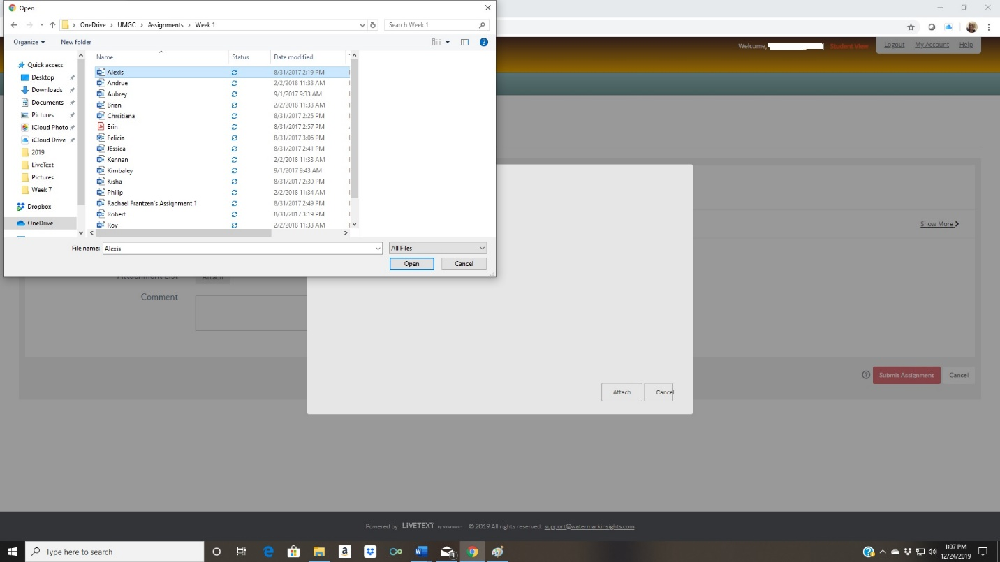 Open
OneDrive > UMGC > Assignments > Week 1
Search Week 1
Organize
New folder
Name Status Date modified
Quick access
Desktop
Downloads
Documents
Pictures
iCloud Photo
iCloud Drive
2019
LiveText
Pictures
Week 7
Dropbox
OneDrive
Alexis 8/31/2017 2:19 PM
Andrue 2/2/2018 11:33 AM
Aubrey 9/1/2017 9:33 AM
Brian 2/2/2018 11:33 AM
Chrsitiana 8/31/2017 2:25 PM
Erin 8/31/2017 2:57 PM
Felicia 8/31/2017 3:06 PM
JEssica 8/31/2017 2:41 PM
Kennan 2/2/2018 11:33 AM
Kimbaley 9/1/2017 9:43 AM
Kisha 8/31/2017 2:30 PM
Philip 2/2/2018 11:34 AM
Rachael Frantzen's Assignment 1 8/31/2017 2:49 PM
Robert 8/31/2017 3:19 PM
Roy 2/2/2018 11:33 AM
File name: Alexis
All Files
Open Cancel
Welcome, Student View Logout My Account Help
Show More
Attachment List Attach
Comment
Attach Cancel
Submit Assignment Cancel
Powered by LIVETEXT © 2019 All rights reserved. support@watermarkinsights.com
Type here to search
1:07 PM
12/24/2019